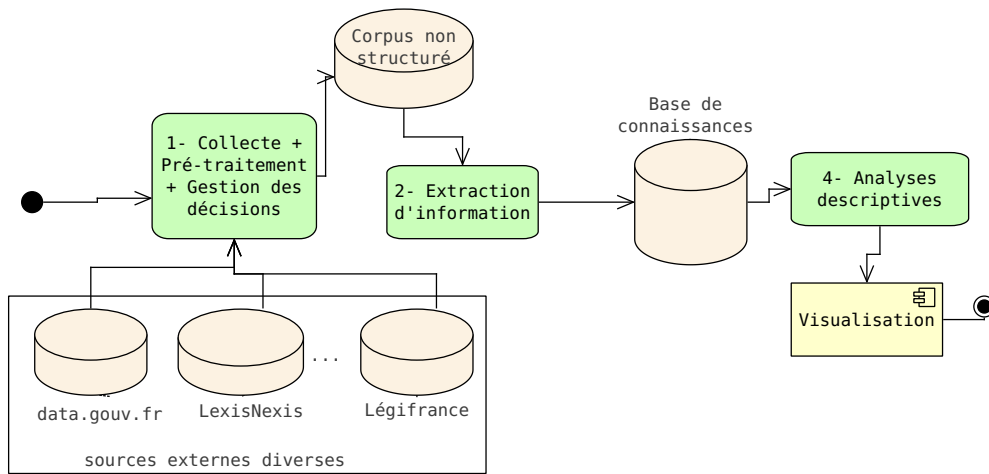 Corpus non
structuré
1- Collecte +
Pré-traitement
+ Gestion des
décisions
2- Extraction
d'information
Base de
connaissances
4- Analyses
descriptives
Visualisation
...
data.gouv.fr
LexisNexis
Légifrance
sources externes diverses